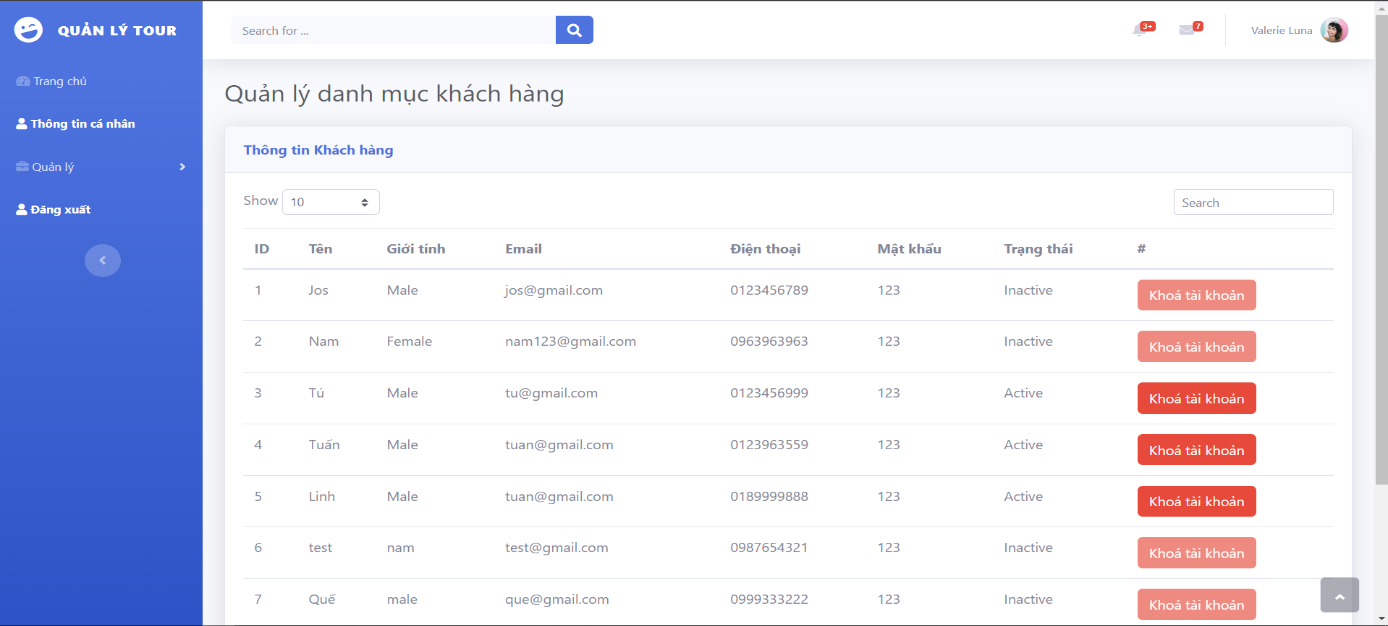 QUẢN LÝ TOUR
Search for ...
3+
7
Valerie Luna
Trang chủ
Thông tin cá nhân
Quản lý
Đăng xuất
Quản lý danh mục khách hàng
Thông tin Khách hàng
Show 10
Search
ID Tên Giới tính Email Điện thoại Mật khẩu Trạng thái #
1 Jos Male jos@gmail.com 0123456789 123 Inactive Khoá tài khoản
2 Nam Female nam123@gmail.com 0963963963 123 Inactive Khoá tài khoản
3 Tú Male tu@gmail.com 0123456999 123 Active Khoá tài khoản
4 Tuấn Male tuan@gmail.com 0123963559 123 Active Khoá tài khoản
5 Linh Male tuan@gmail.com 0189999888 123 Active Khoá tài khoản
6 test nam test@gmail.com 0987654321 123 Inactive Khoá tài khoản
7 Quế male que@gmail.com 0999333222 123 Inactive Khoá tài khoản